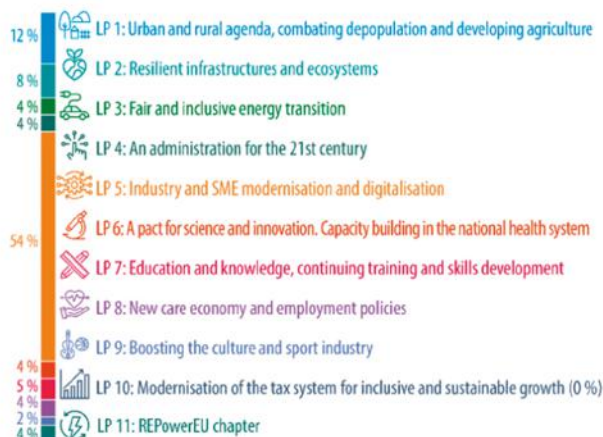 12 %
LP 1: Urban and rural agenda, combating depopulation and developing agriculture
8 %
LP 2: Resilient infrastructures and ecosystems
4 %
LP 3: Fair and inclusive energy transition
4 %
LP 4: An administration for the 21st century
LP 5: Industry and SME modernisation and digitalisation
54 %
LP 6: A pact for science and innovation. Capacity building in the national health system
LP 7: Education and knowledge, continuing training and skills development
LP 8: New care economy and employment policies
LP 9: Boosting the culture and sport industry
4 %
5 %
LP 10: Modernisation of the tax system for inclusive and sustainable growth (0 %)
4 %
2 %
4 %
LP 11: REPowerEU chapter